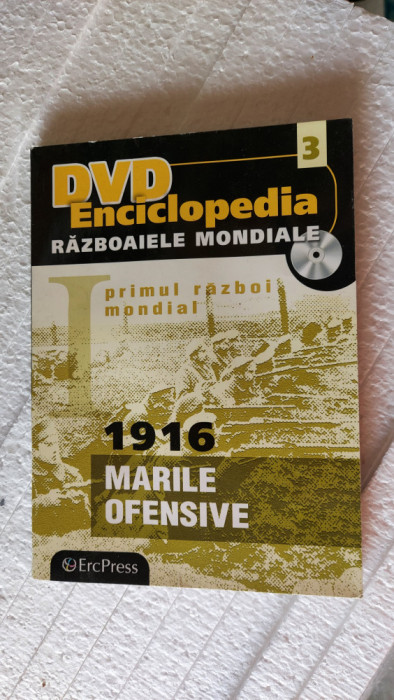 3
DVD
Enciclopedia
RĂZBOAIELE MONDIALE
I
primul război
mondial
1916
MARILE
OFENSIVE
ErcPress